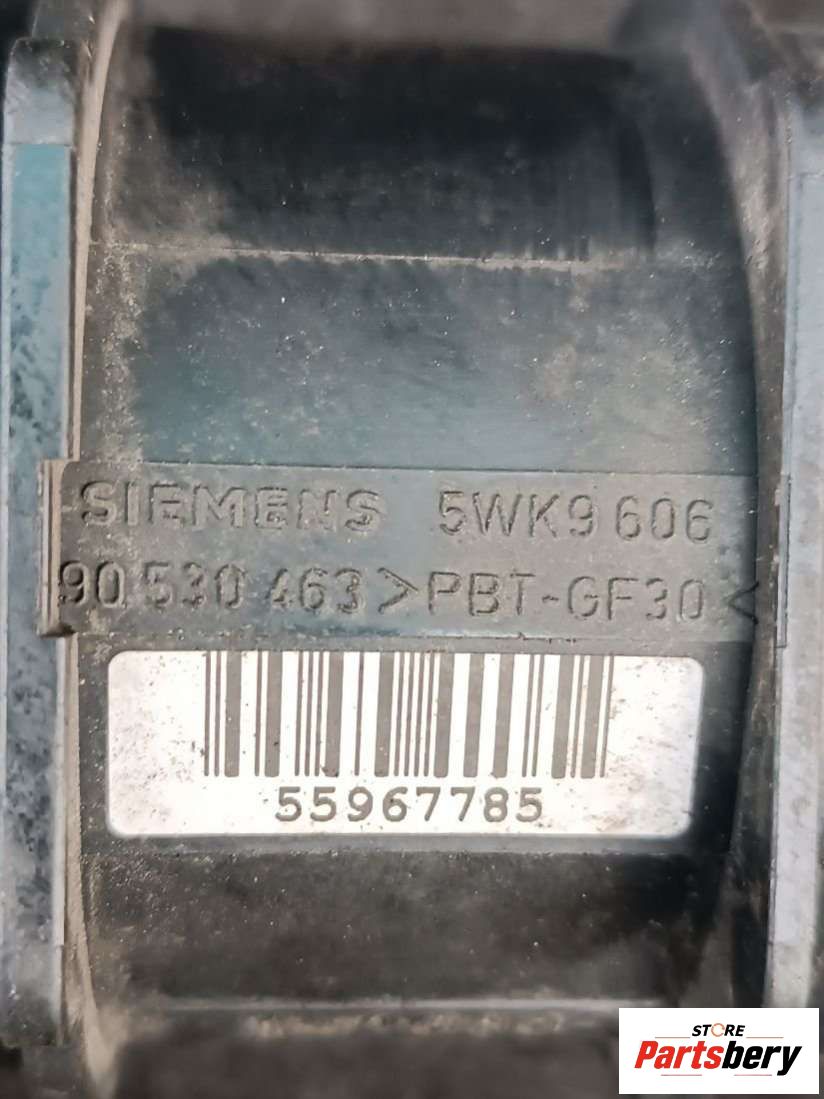 SIEMENS 5WK9 606
90 530 463 >PBT-GF30<
55967785
STORE
Partsbery